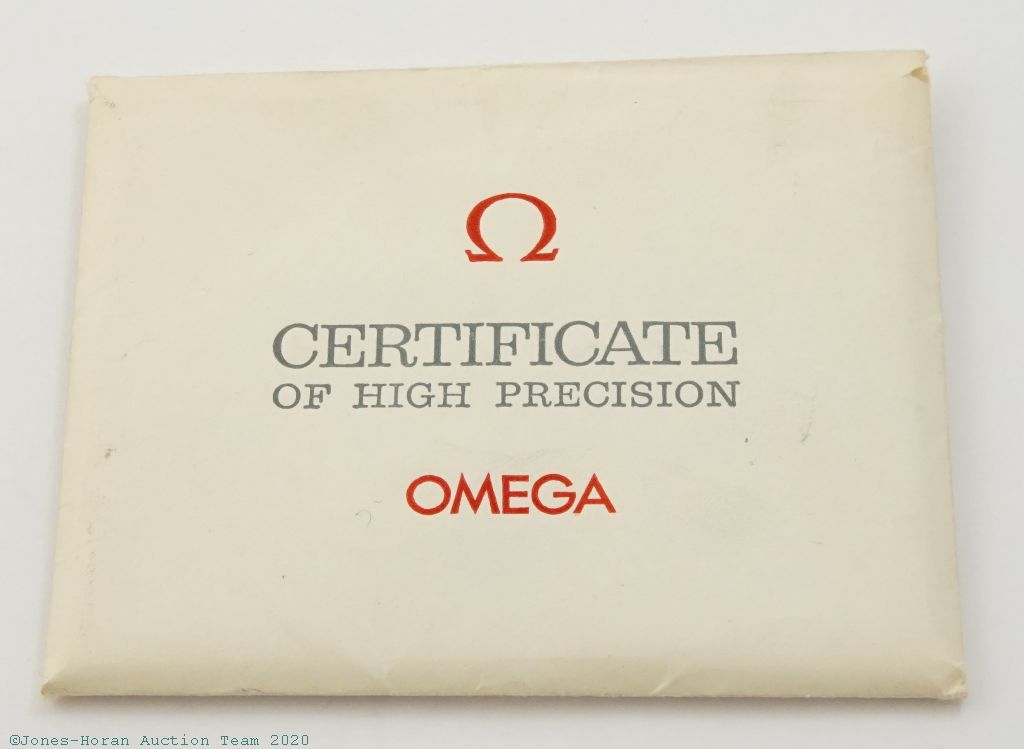 Ω
CERTIFICATE
OF HIGH PRECISION
OMEGA
©Jones-Horan Auction Team 2020